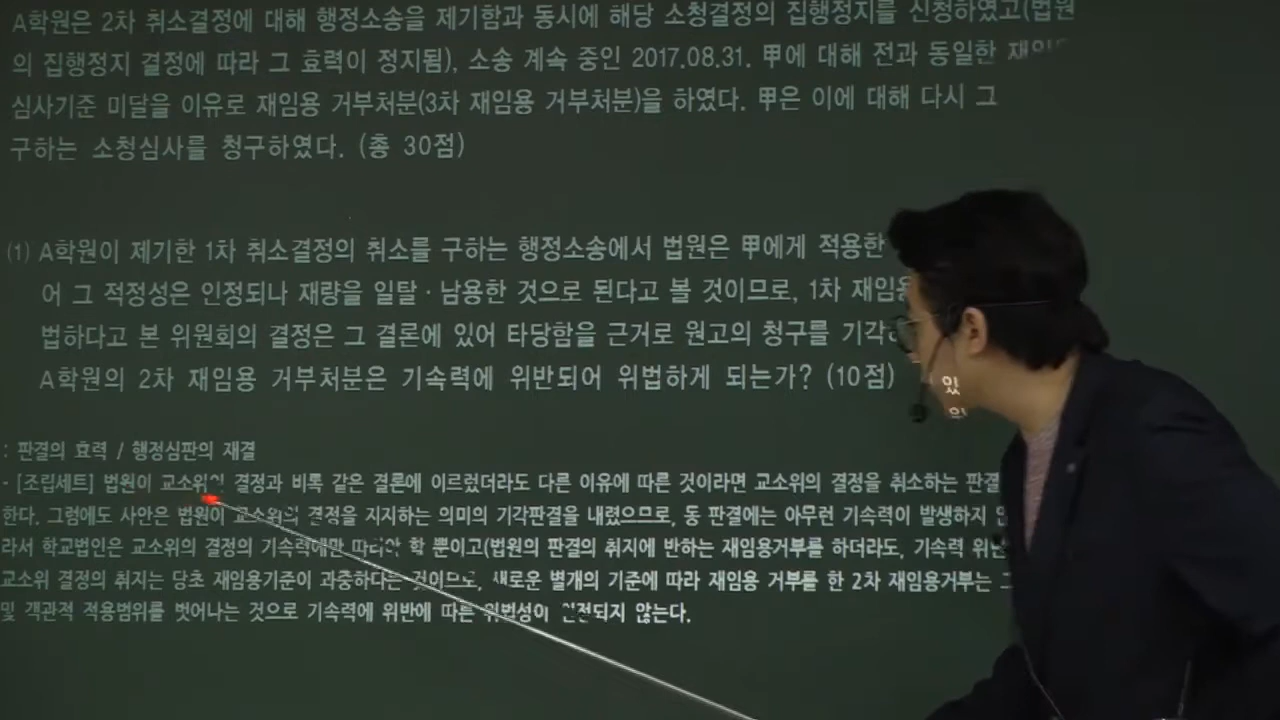 A학원은 2차 취소결정에 대해 행정소송을 제기함과 동시에 해당 소청결정의 집행정지를 신청하였고(법원
의 집행정지 결정에 따라 그 효력이 정지됨), 소송 계속 중인 2017.08.31. 甲에 대해 전과 동일한
심사기준 미달을 이유로 재임용 거부처분(3차 재임용 거부처분)을 하였다. 甲은 이에 대해 다시 그
구하는 소청심사를 청구하였다. (총 30점)
(1) A학원이 제기한 1차 취소결정의 취소를 구하는 행정소송에서 법원은 甲에게 적용한
어 그 적정성은 인정되나 재량을 일탈·남용한 것으로 된다고 볼 것이므로, 1차 재임용
법하다고 본 위원회의 결정은 그 결론에 있어 타당함을 근거로 원고의 청구를 기각
A학원의 2차 재임용 거부처분은 기속력에 위반되어 위법하게 되는가? (10점)
있
: 판결의 효력 / 행정심판의 재결
- [조립세트] 법원이 교소위의 결정과 비록 같은 결론에 이르렀더라도 다른 이유에 따른 것이라면 교소위의 결정을 취소하는 판결
한다. 그럼에도 사안은 법원이 교소위의 결정을 지지하는 의미의 기각판결을 내렸으므로, 동 판결에는 아무런 기속력이 발생하지
라서 학교법인은 교소위의 결정의 기속력에만 따라야 할 뿐이고(법원의 판결의 취지에 반하는 재임용거부를 하더라도, 기속력
교소위 결정의 취지는 당초 재임용기준이 과중하다는 것이므로, 새로운 별개의 기준에 따라 재임용 거부를 한 2차 재임용거부는
및 객관적 적용범위를 벗어나는 것으로 기속력에 위반에 따른 위법성이 인정되지 않는다.